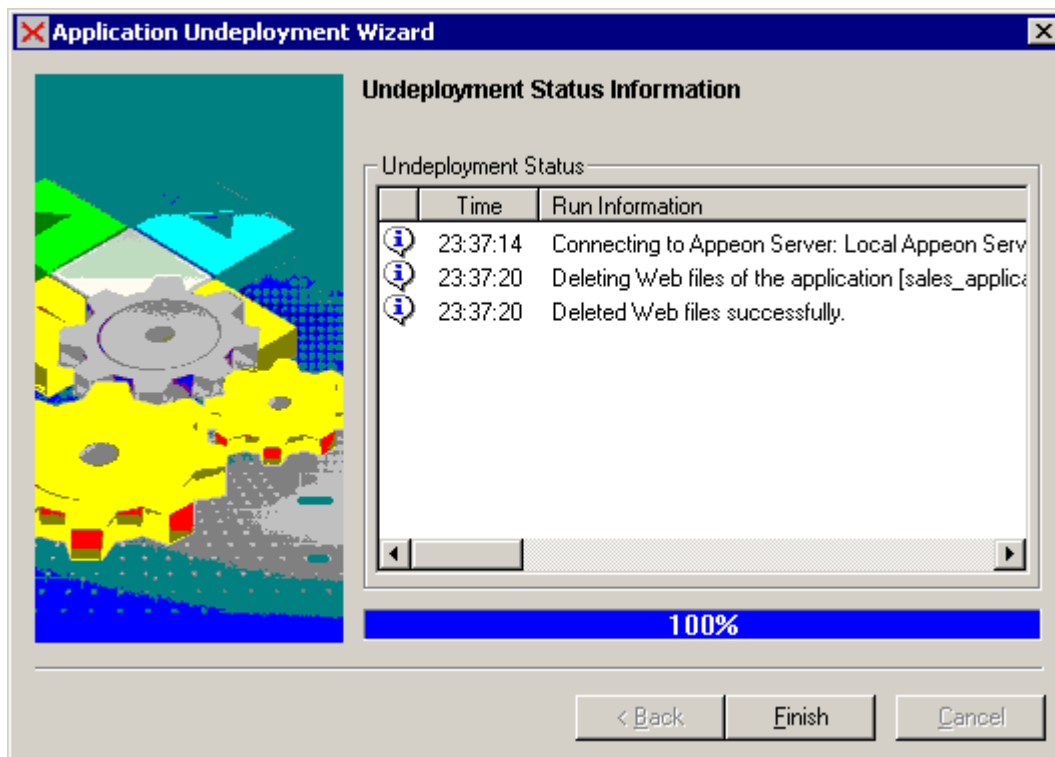 Application Undeployment Wizard
Undeployment Status Information
Undeployment Status
Time Run Information
23:37:14 Connecting to Appeon Server: Local Appeon Serv
23:37:20 Deleting Web files of the application [sales_applica
23:37:20 Deleted Web files successfully.
100%
< Back Finish Cancel